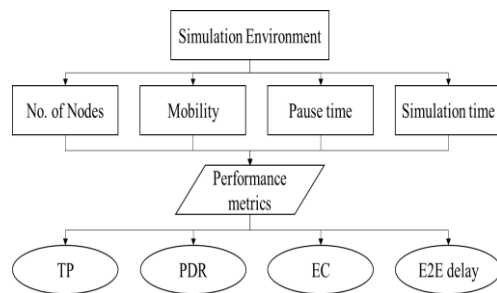 Simulation Environment
No. of Nodes
Mobility
Pause time
Simulation time
Performance
metrics
TP
PDR
EC
E2E delay